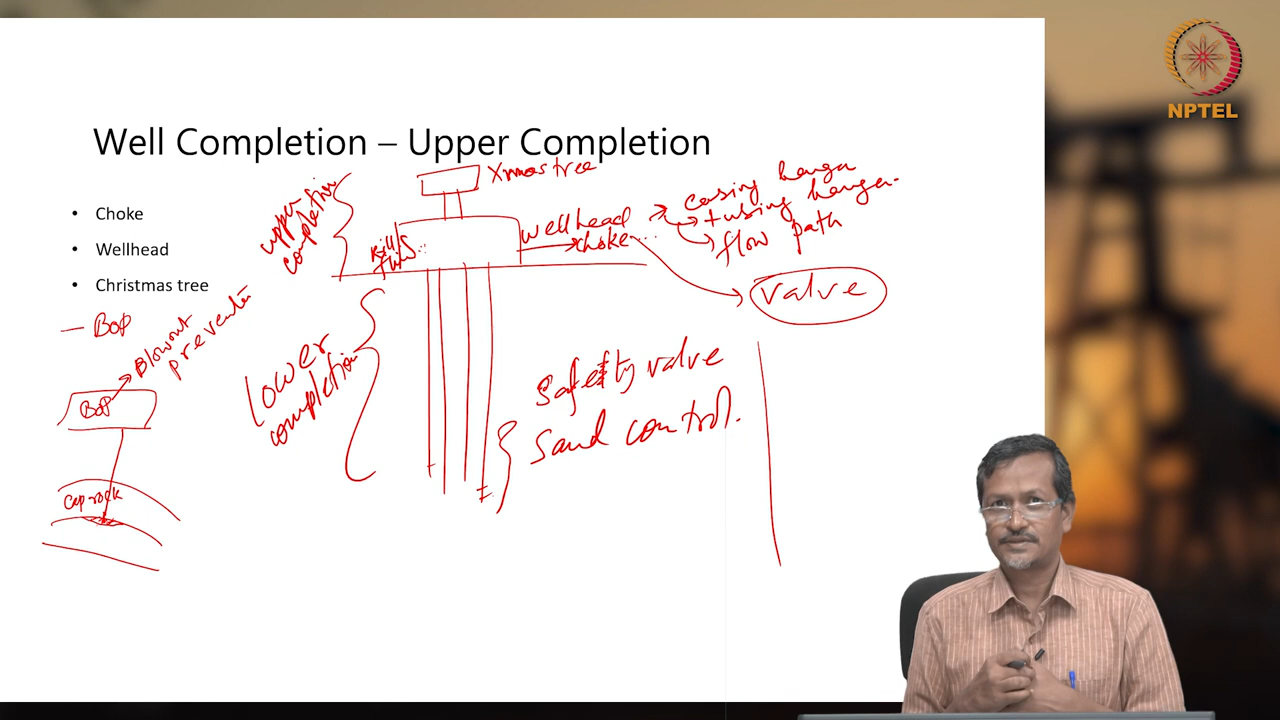 NPTEL
Well Completion – Upper Completion
• Choke
• Wellhead
• Christmas tree
— BOP
Blowout
preventer
BOP
Cap rock
upper
completion
Xmas tree
Kill
wellhead
choke...
casing hanger
tubing hanger
flow path
valve
Lower
completion
Safety valve
Sand control.